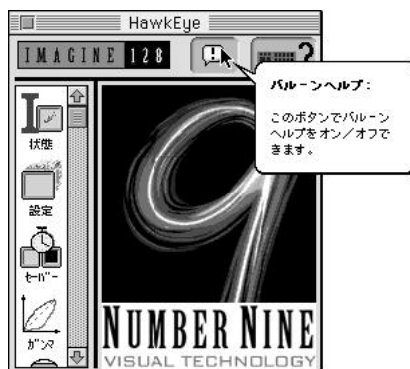 HawkEye
IMAGINE 128
?
バルーンヘルプ：
このボタンでバルーン
ヘルプをオン／オフで
きます。
状態
設定
ｾｰﾊﾞｰ
ｶﾞﾝﾏ
9
NUMBER NINE
VISUAL TECHNOLOGY